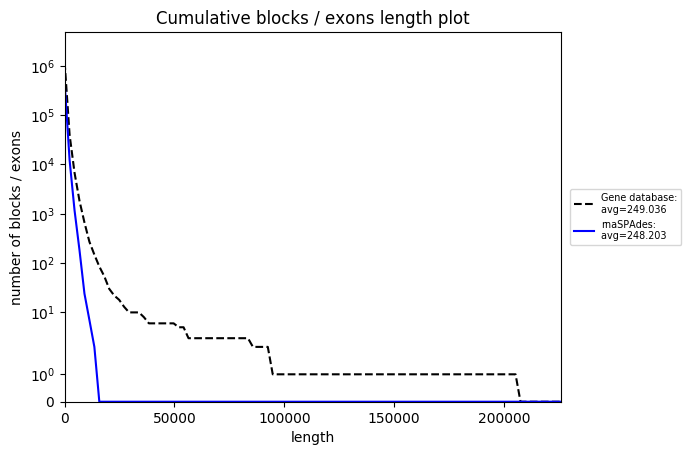 Cumulative blocks / exons length plot
number of blocks / exons
10^6
10^5
10^4
10^3
10^2
10^1
10^0
0
0
50000
100000
150000
200000
length
Gene database:
avg=249.036
rnaSPAdes:
avg=248.203